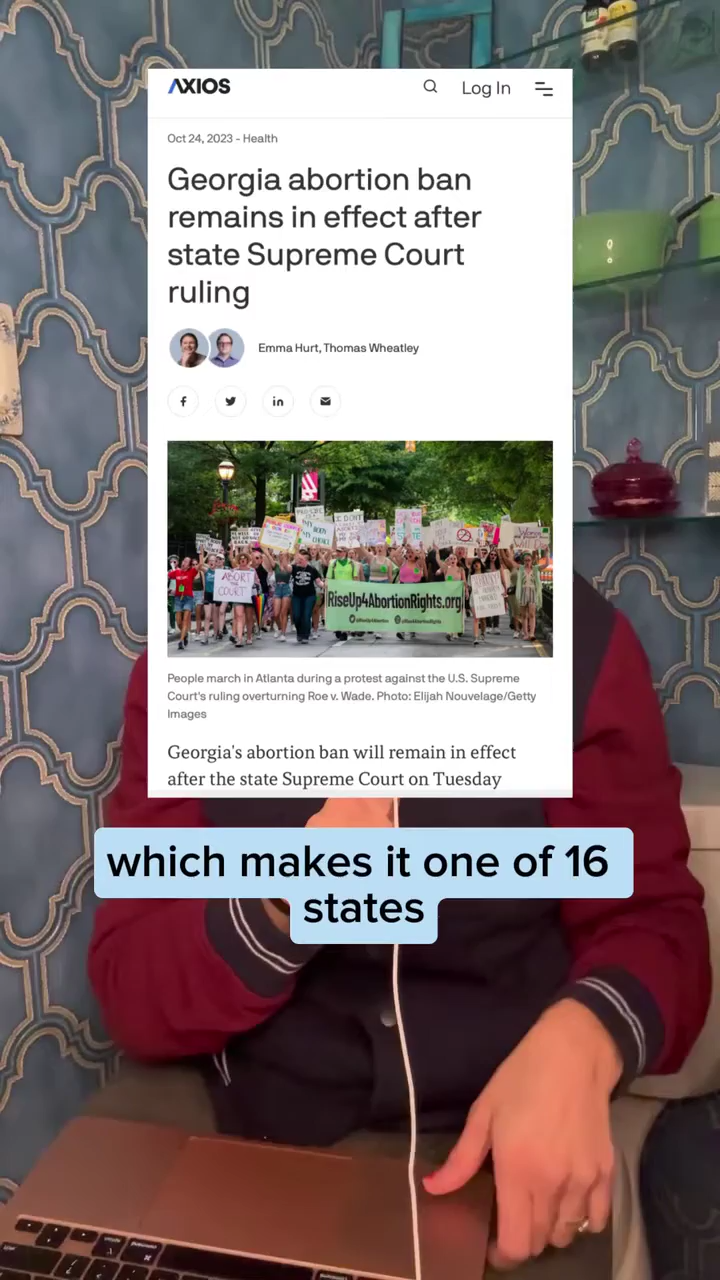 AXIOS
Log In
Oct 24, 2023 - Health
Georgia abortion ban
remains in effect after
state Supreme Court
ruling
Emma Hurt, Thomas Wheatley
ABORT
THE
COURT
RiseUp4AbortionRights.org
People march in Atlanta during a protest against the U.S. Supreme
Court's ruling overturning Roe v. Wade. Photo: Elijah Nouvelage/Getty
Images
Georgia's abortion ban will remain in effect
after the state Supreme Court on Tuesday
which makes it one of 16
states